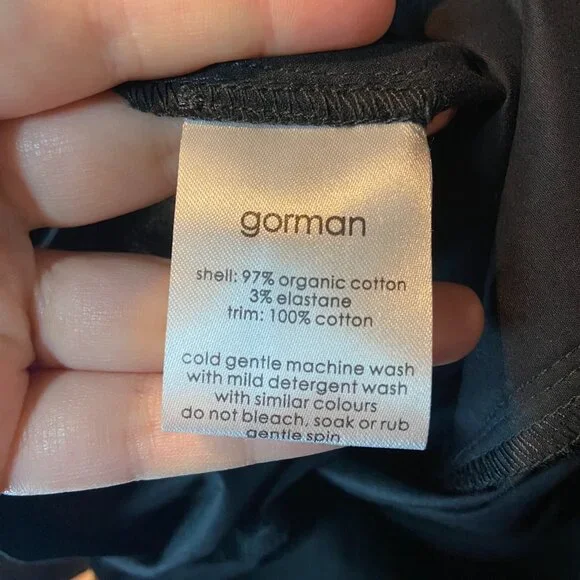 gorman
shell: 97% organic cotton
3% elastane
trim: 100% cotton
cold gentle machine wash
with mild detergent wash
with similar colours
do not bleach, soak or rub
gentle spin